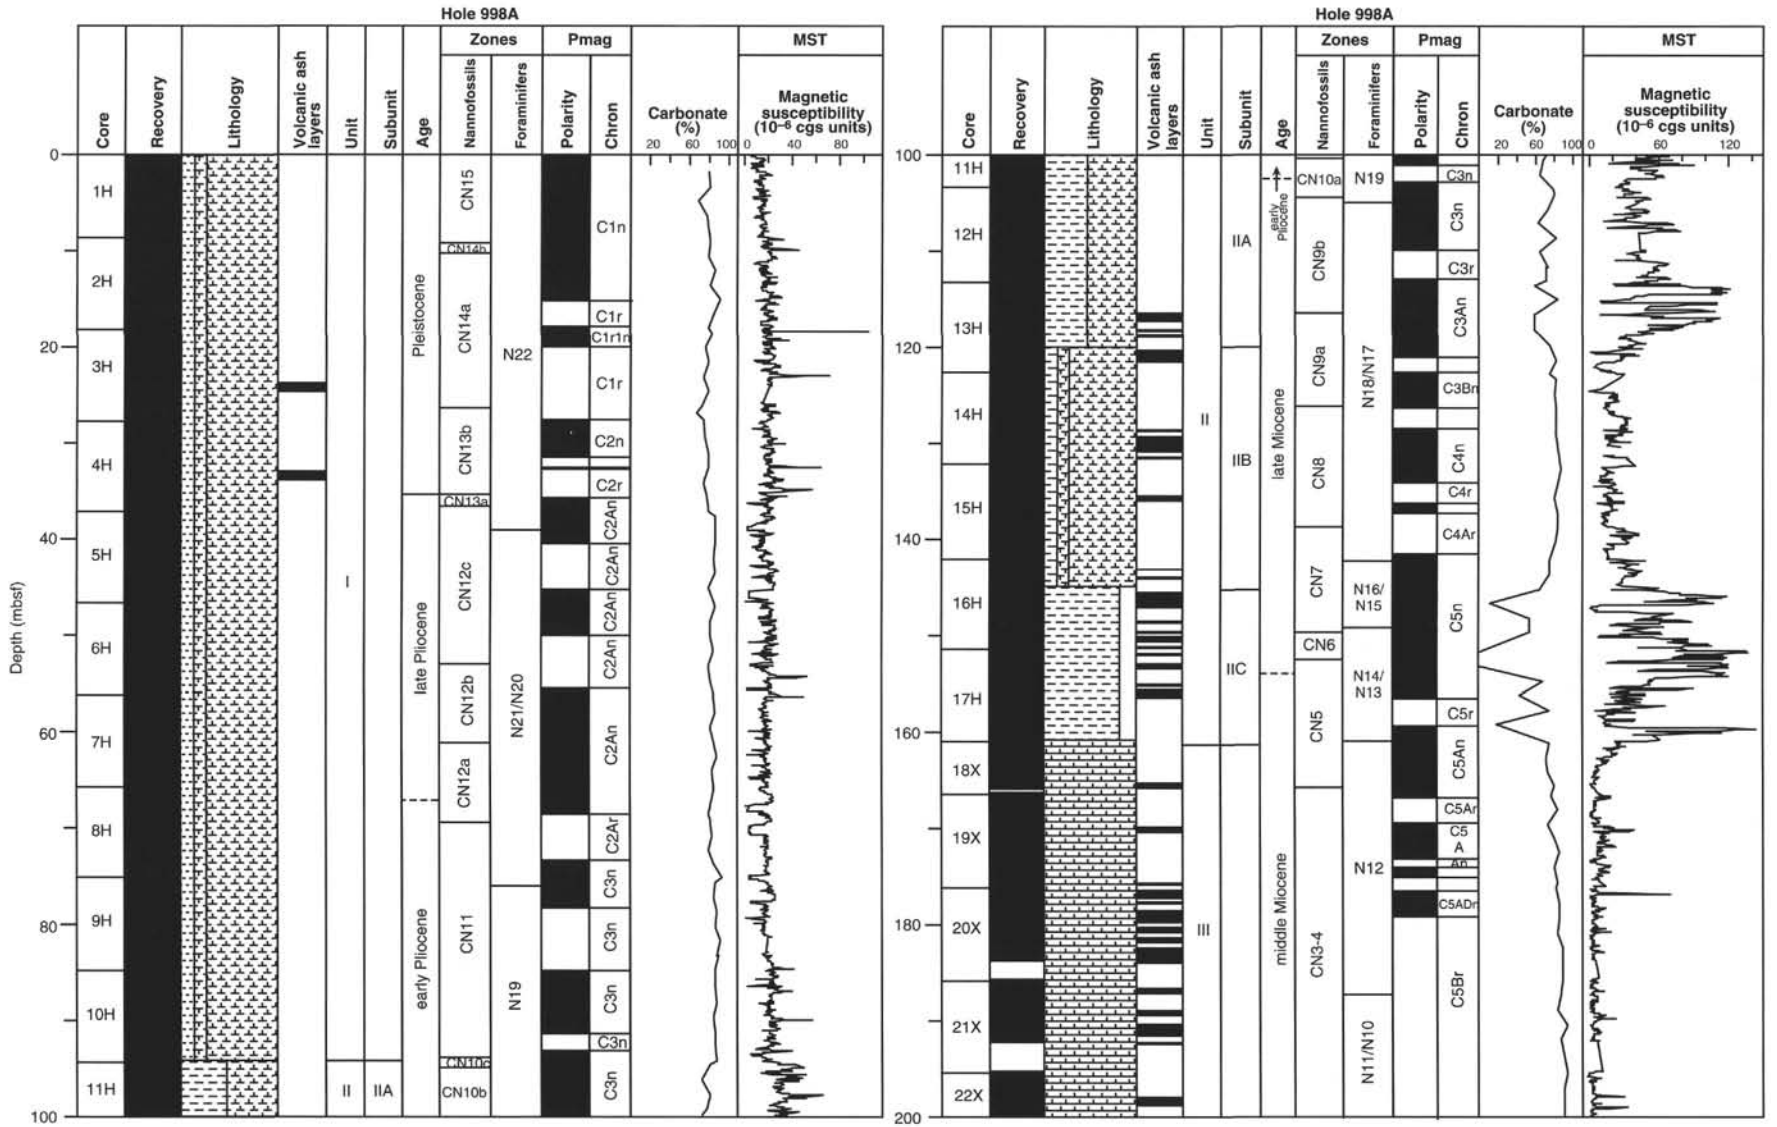 Hole 998A
Zones
Pmag
MST
Core
Recovery
Lithology
Volcanic ash
layers
Unit
Subunit
Age
Nannofossils
Foraminifers
Polarity
Chron
Carbonate
(%)
Magnetic
susceptibility
(10⁻⁶ cgs units)
20 60 100
0 40 80
Depth (mbsf)
0
20
40
60
80
100
1H
2H
3H
4H
5H
6H
7H
8H
9H
10H
11H
I
II
IIA
Pleistocene
late Pliocene
early Pliocene
CN15
CN14b
CN14a
CN13b
CN13a
CN12c
CN12b
CN12a
CN11
CN10c
CN10b
N22
N21/N20
N19
C1n
C1r
C1r1n
C1r
C2n
C2r
C2An
C2An
C2An
C2An
C2An
C2Ar
C3n
C3n
C3n
C3n
C3n
Hole 998A
Zones
Pmag
MST
Core
Recovery
Lithology
Volcanic ash
layers
Unit
Subunit
Age
Nannofossils
Foraminifers
Polarity
Chron
Carbonate
(%)
Magnetic
susceptibility
(10⁻⁶ cgs units)
20 60 100
0 60 120
100
120
140
160
180
200
11H
12H
13H
14H
15H
16H
17H
18X
19X
20X
21X
22X
II
III
IIA
IIB
IIC
early
Pliocene
late Miocene
middle Miocene
CN10a
CN9b
CN9a
CN8
CN7
CN6
CN5
CN3-4
N19
N18/N17
N16/
N15
N14/
N13
N12
N11/N10
C3n
C3n
C3r
C3An
C3Bn
C4n
C4r
C4Ar
C5n
C5r
C5An
C5Ar
C5
A
An
C5ADn
C5Br